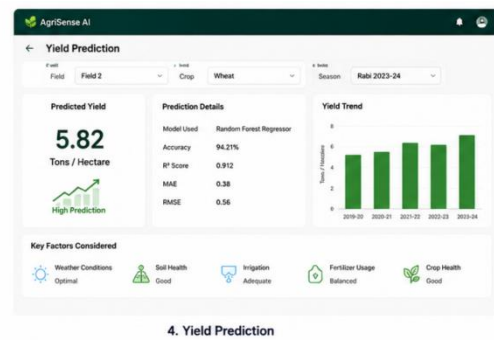 AgriSense AI
← Yield Prediction
Field Field 2 Crop Wheat Season Rabi 2023-24
Predicted Yield
5.82
Tons / Hectare
High Prediction
Prediction Details
Model Used Random Forest Regressor
Accuracy 94.21%
R² Score 0.912
MAE 0.38
RMSE 0.56
Yield Trend
Tons / Hectare
8
6
4
2
0
2019-20 2020-21 2021-22 2022-23 2023-24
Key Factors Considered
Weather Conditions
Optimal
Soil Health
Good
Irrigation
Adequate
Fertilizer Usage
Balanced
Crop Health
Good
4. Yield Prediction